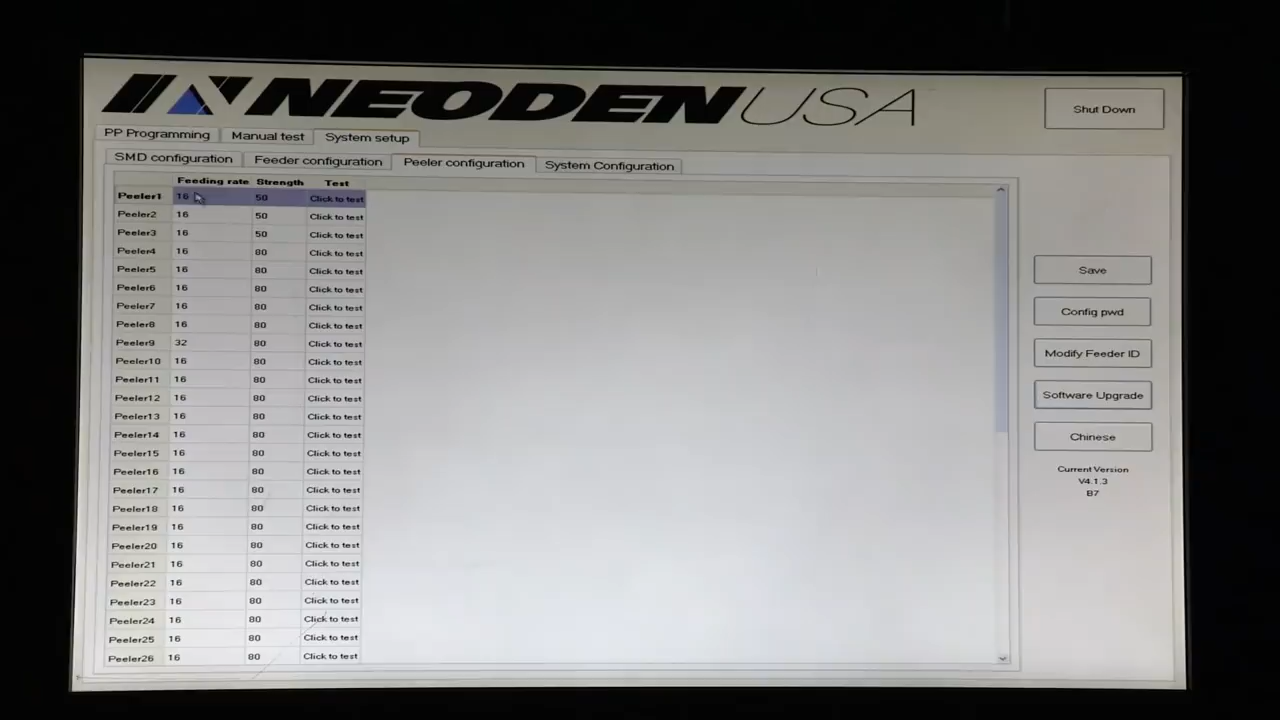 NEODEN USA
Shut Down
PP Programming Manual test System setup
SMD configuration Feeder configuration Peeler configuration System Configuration
Feeding rate Strength Test
Peeler1 16 50 Click to test
Peeler2 16 50 Click to test
Peeler3 16 50 Click to test
Peeler4 16 80 Click to test
Peeler5 16 80 Click to test
Peeler6 16 80 Click to test
Peeler7 16 80 Click to test
Peeler8 16 80 Click to test
Peeler9 32 80 Click to test
Peeler10 16 80 Click to test
Peeler11 16 80 Click to test
Peeler12 16 80 Click to test
Peeler13 16 80 Click to test
Peeler14 16 80 Click to test
Peeler15 16 80 Click to test
Peeler16 16 80 Click to test
Peeler17 16 80 Click to test
Peeler18 16 80 Click to test
Peeler19 16 80 Click to test
Peeler20 16 80 Click to test
Peeler21 16 80 Click to test
Peeler22 16 80 Click to test
Peeler23 16 80 Click to test
Peeler24 16 80 Click to test
Peeler25 16 80 Click to test
Peeler26 16 80 Click to test
Save
Config pwd
Modify Feeder ID
Software Upgrade
Chinese
Current Version
V4.1.3
B7